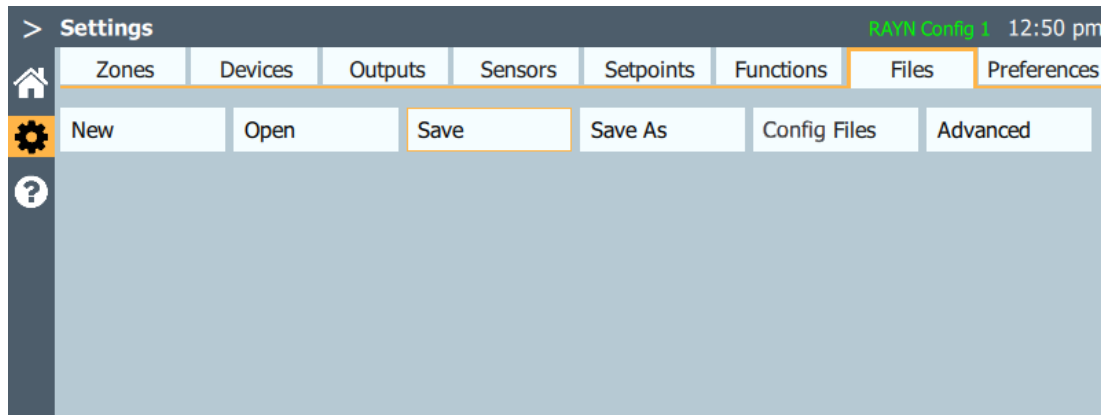 > Settings RAYN Config 1 12:50 pm
Zones Devices Outputs Sensors Setpoints Functions Files Preferences
New Open Save Save As Config Files Advanced
?